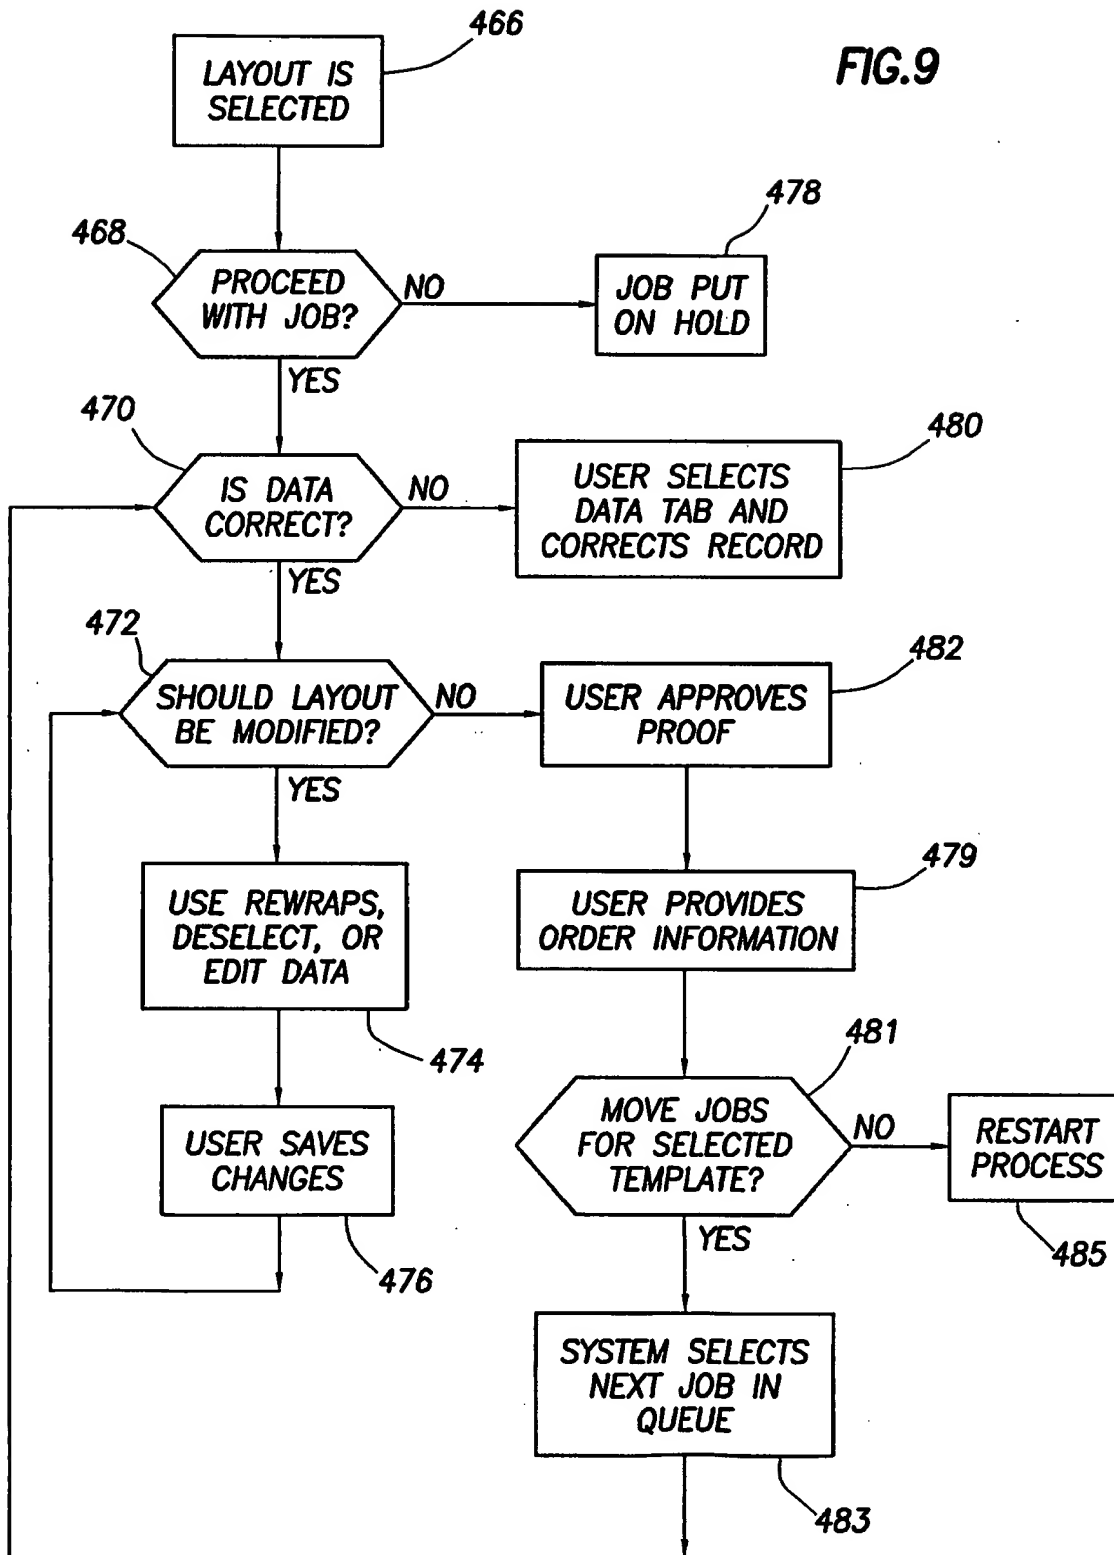 466
FIG.9
LAYOUT IS
SELECTED
478
468
PROCEED
WITH JOB?
NO
JOB PUT
ON HOLD
YES
470
480
IS DATA
CORRECT?
NO
USER SELECTS
DATA TAB AND
CORRECTS RECORD
YES
472
482
SHOULD LAYOUT
BE MODIFIED?
NO
USER APPROVES
PROOF
YES
479
USE REWRAPS,
DESELECT, OR
EDIT DATA
USER PROVIDES
ORDER INFORMATION
474
481
USER SAVES
CHANGES
MOVE JOBS
FOR SELECTED
TEMPLATE?
NO
RESTART
PROCESS
476
YES
485
SYSTEM SELECTS
NEXT JOB IN
QUEUE
483